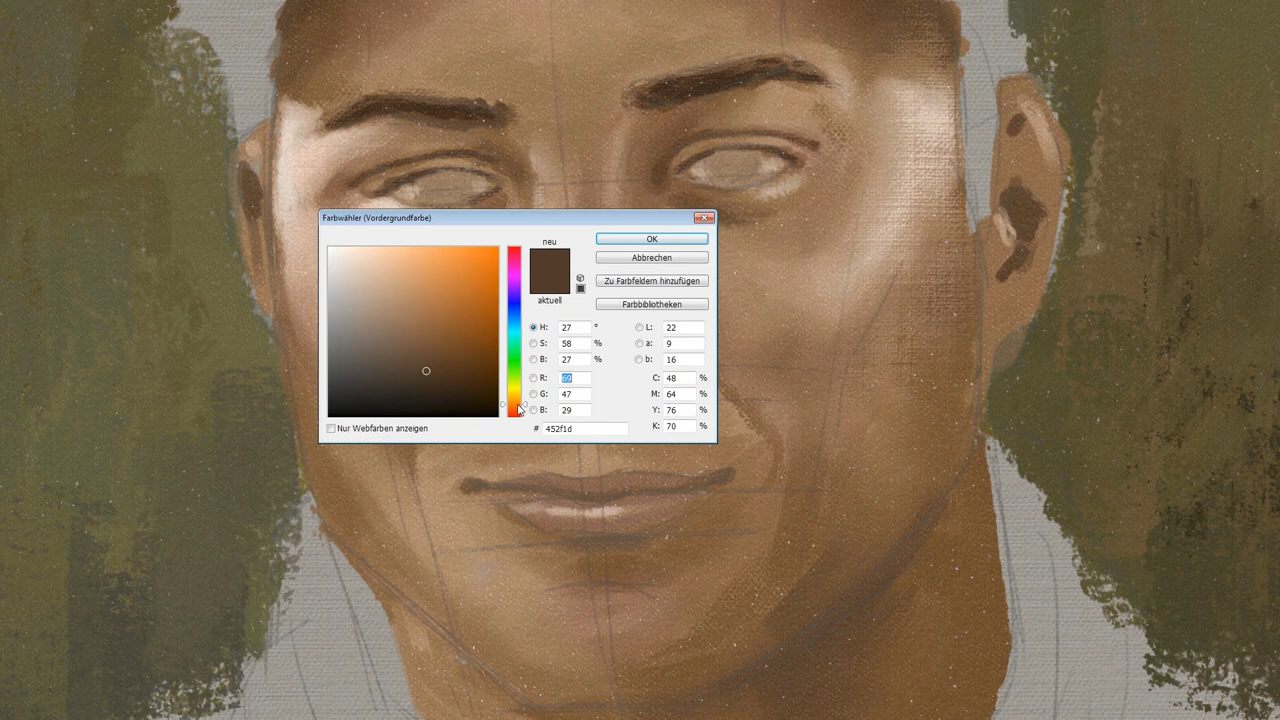 Farbwähler (Vordergrundfarbe)
neu
aktuell
OK
Abbrechen
Zu Farbfeldern hinzufügen
Farbbibliotheken
H: 27 °
S: 58 %
B: 27 %
R: 69
G: 47
B: 29
# 452f1d
L: 22
a: 9
b: 16
C: 48 %
M: 64 %
Y: 76 %
K: 70 %
Nur Webfarben anzeigen